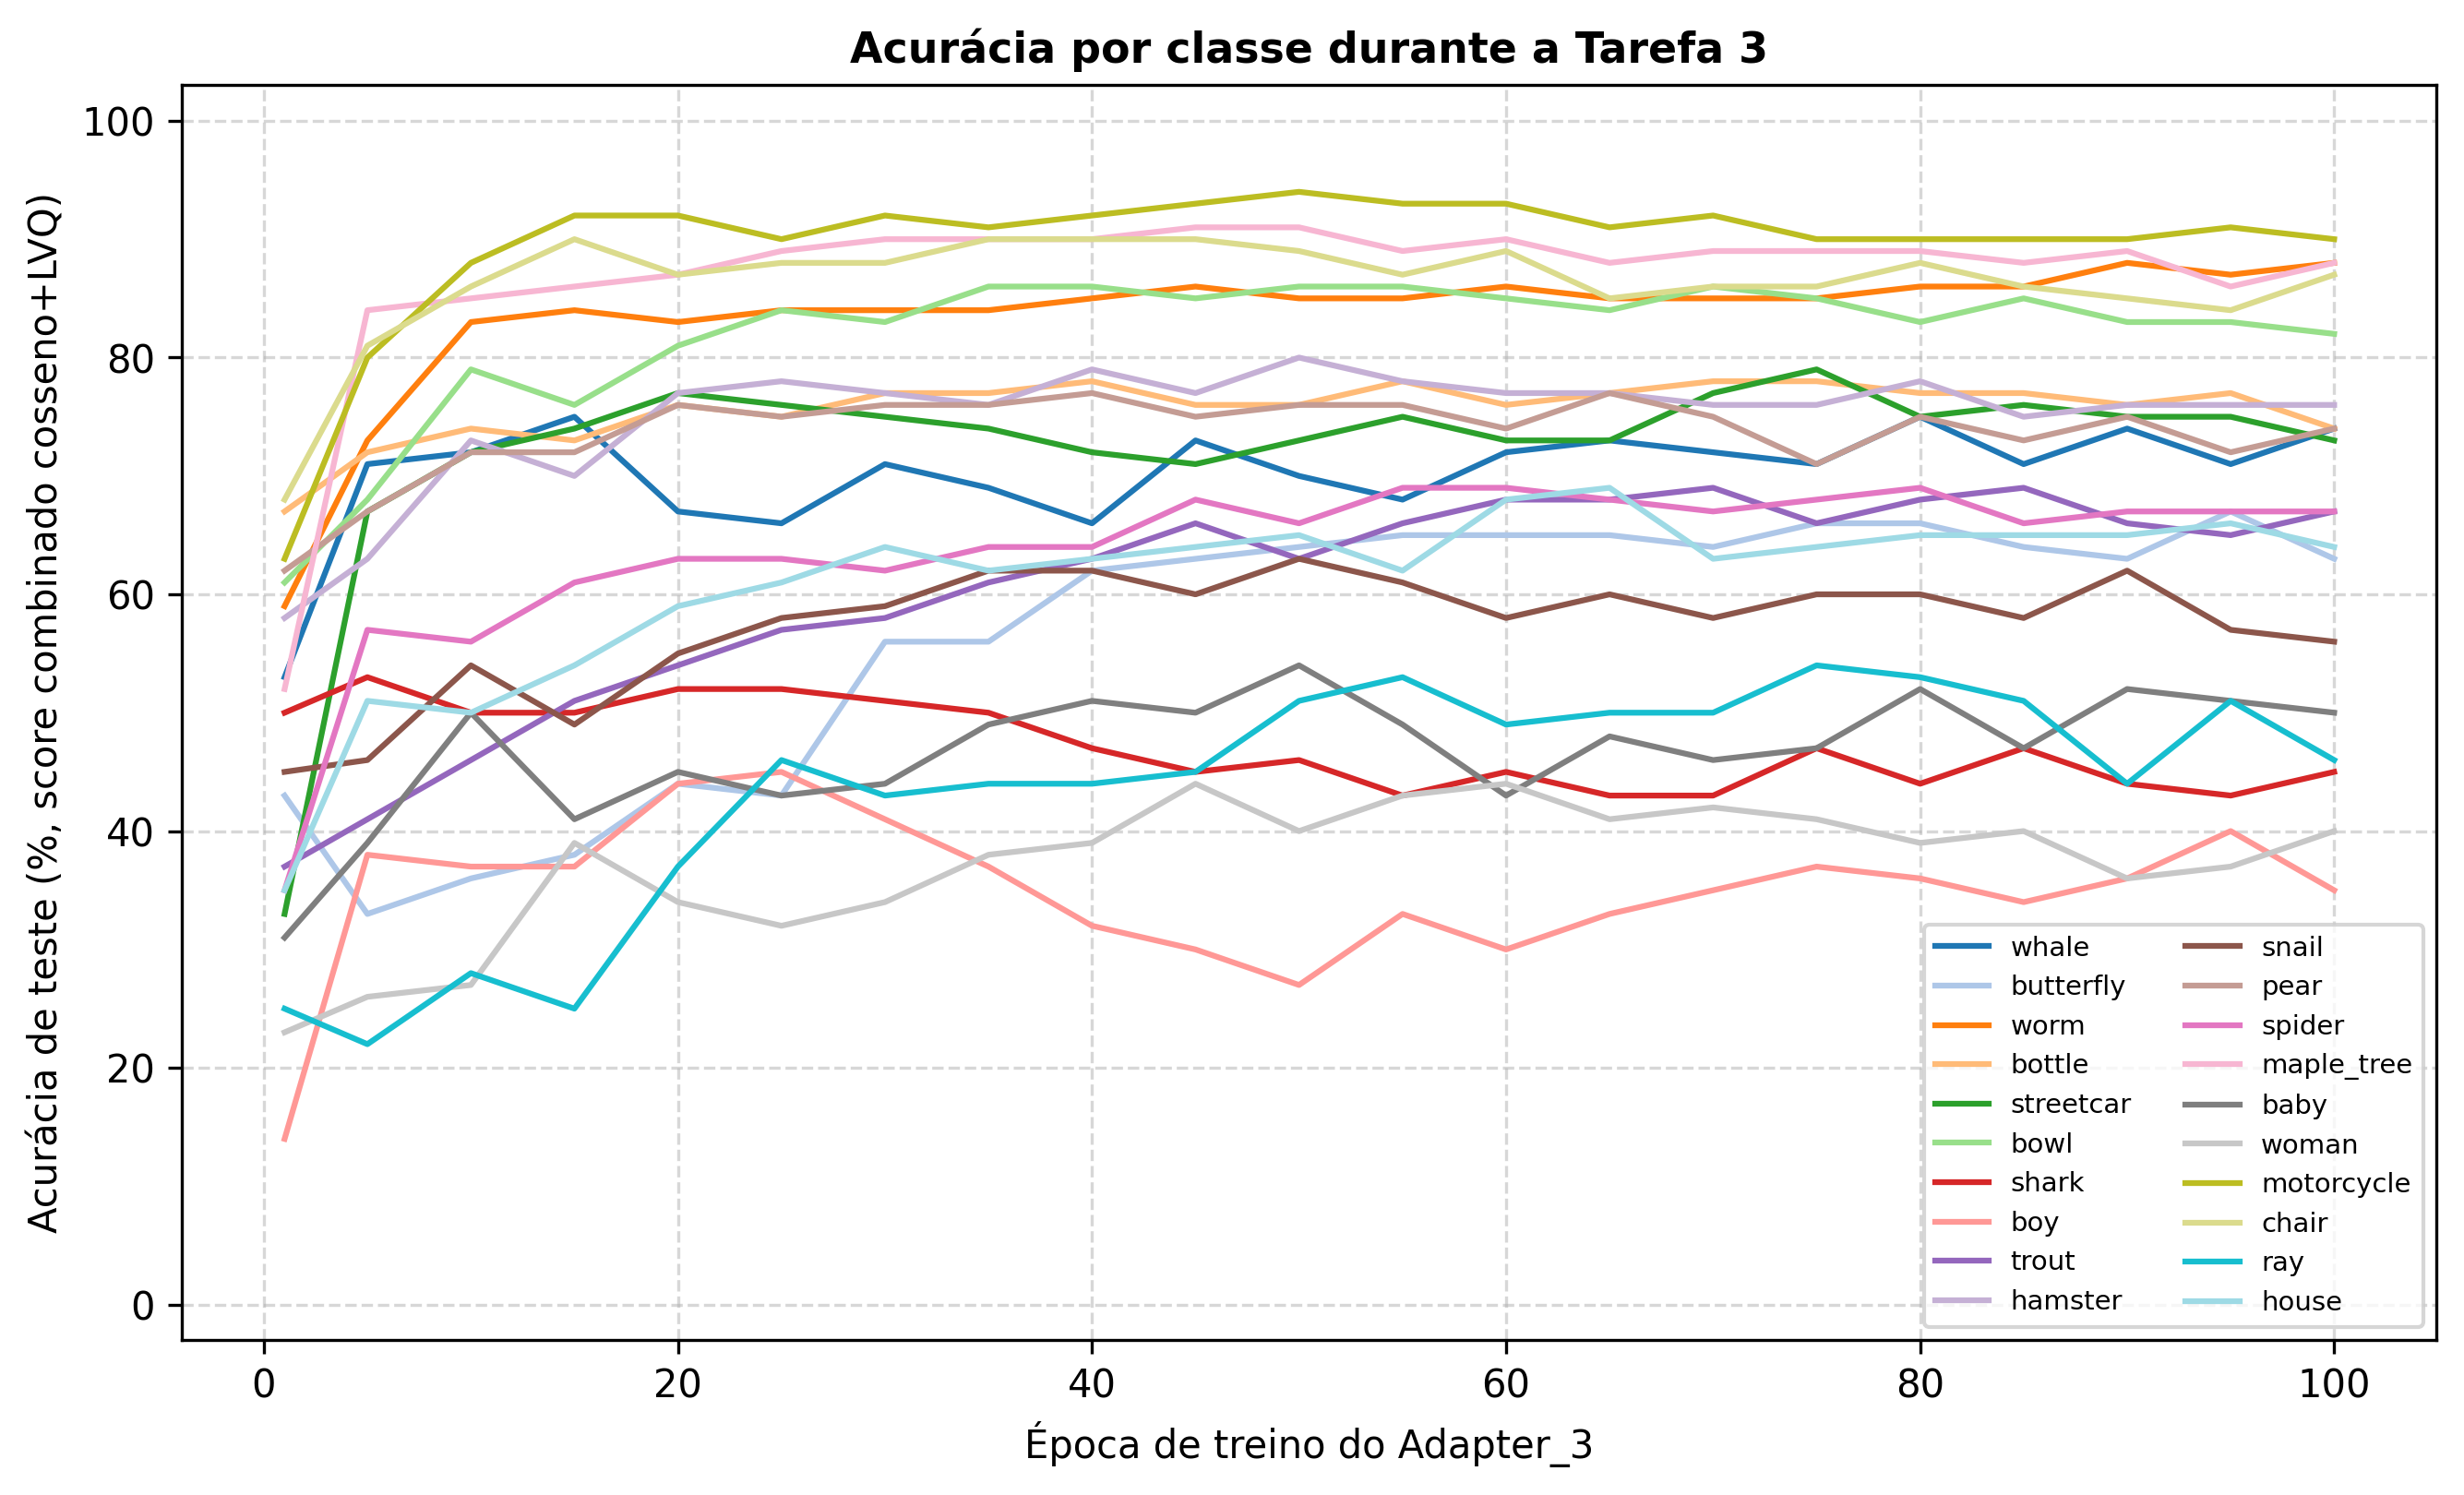 Acurácia por classe durante a Tarefa 3
Acurácia de teste (%, score combinado cosseno+LVQ)
100
80
60
40
20
0
0
20
40
60
80
100
Época de treino do Adapter_3
whale
butterfly
worm
bottle
streetcar
bowl
shark
boy
trout
hamster
snail
pear
spider
maple_tree
baby
woman
motorcycle
chair
ray
house